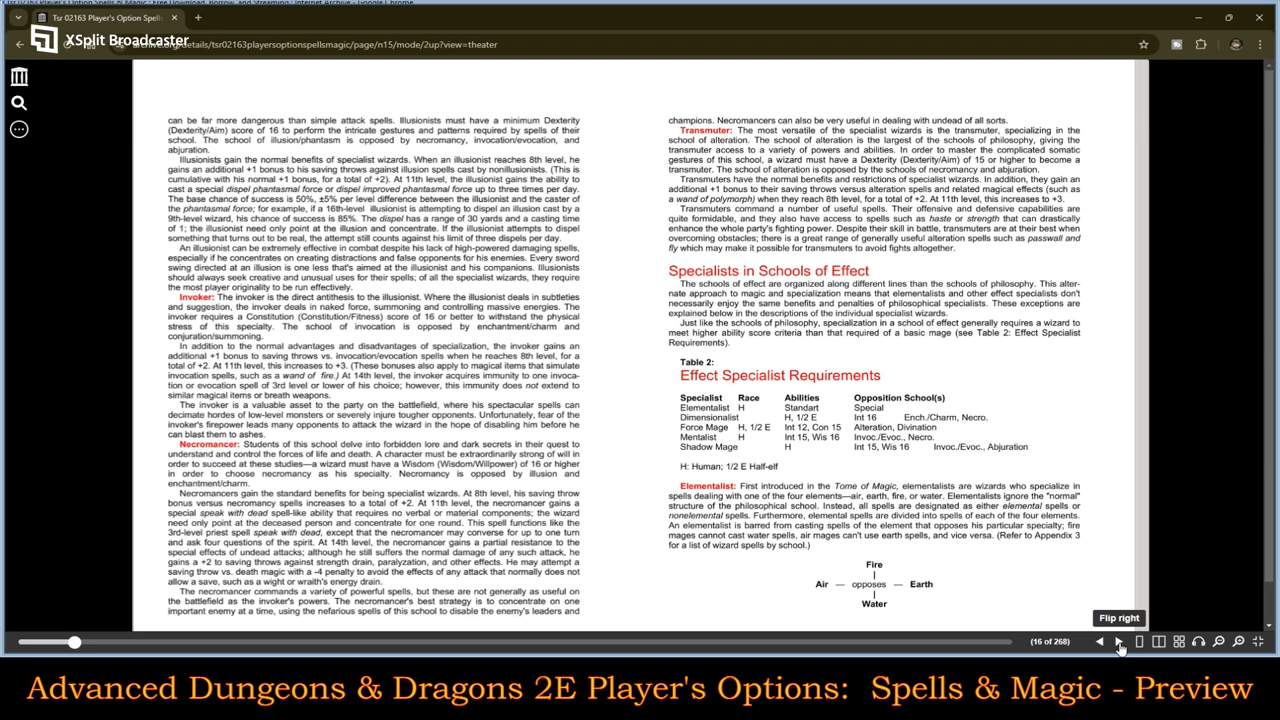 Tsr 02163 Player's Option Spells
XSplit Broadcaster
archive.org/details/tsr02163playersoptionspellsmagic/page/n15/mode/2up?view=theater
can be far more dangerous than simple attack spells. Illusionists must have a minimum Dexterity
(Dexterity/Aim) score of 16 to perform the intricate gestures and patterns required by spells of their
school. The school of illusion/phantasm is opposed by necromancy, invocation/evocation, and
abjuration.
Illusionists gain the normal benefits of specialist wizards. When an illusionist reaches 8th level, he
gains an additional +1 bonus to his saving throws against illusion spells cast by nonillusionists. (This
is cumulative with his normal +1 bonus, for a total of +2). At 11th level, the illusionist gains the ability to
cast a special dispel phantasmal force or dispel improved phantasmal force up to three times per day.
The base chance of success is 50%, ±5% per level difference between the illusionist and the caster of
the phantasmal force; for example, if a 16th-level illusionist is attempting to dispel an illusion cast by a
9th-level wizard, his chance of success is 85%. The dispel has a range of 30 yards and a casting time
of 1; the illusionist need only point at the illusion and concentrate. If the illusionist attempts to dispel
something that turns out to be real, the attempt still counts against his limit of three dispels per day.
An illusionist can be extremely effective in combat despite his lack of high-powered damaging spells,
especially if he concentrates on creating distractions and false opponents for his enemies. Every sword
swing directed at an illusion is one less that's aimed at the illusionist and his companions. Illusionists
should always seek creative and unusual uses for their spells; of all the specialist wizards, they require
the most player originality to be run effectively.
Invoker: The invoker is the direct antithesis to the illusionist. Where the illusionist deals in subtleties
and suggestion, the invoker deals in naked force, summoning and controlling massive energies. The
invoker requires a Constitution (Constitution/Fitness) score of 16 or better to withstand the physical
stress of this specialty. The school of invocation is opposed by enchantment/charm and
conjuration/summoning.
In addition to the normal advantages and disadvantages of specialization, the invoker gains an
additional +1 bonus to saving throws vs. invocation/evocation spells when he reaches 8th level, for a
total of +2. At 11th level, this increases to +3. (These bonuses also apply to magical items that simulate
invocation spells, such as a wand of fire.) At 14th level, the invoker acquires immunity to one invoca-
tion or evocation spell of 3rd level or lower of his choice; however, this immunity does not extend to
similar magical items or breath weapons.
The invoker is a valuable asset to the party on the battlefield, where his spectacular spells can
decimate hordes of low-level monsters or severely injure tougher opponents. Unfortunately, fear of the
invoker's firepower leads many opponents to attack the wizard in the hope of disabling him before he
can blast them to ashes.
Necromancer: Students of this school delve into forbidden lore and dark secrets in their quest to
understand and control the forces of life and death. A character must be extraordinarily strong of will in
order to succeed at these studies—a wizard must have a Wisdom (Wisdom/Willpower) of 16 or higher
in order to choose necromancy as his specialty. Necromancy is opposed by illusion and
enchantment/charm.
Necromancers gain the standard benefits for being specialist wizards. At 8th level, his saving throw
bonus versus necromancy spells increases to a total of +2. At 11th level, the necromancer gains a
special speak with dead spell-like ability that requires no verbal or material components; the wizard
need only point at the deceased person and concentrate for one round. This spell functions like the
3rd-level priest spell speak with dead, except that the necromancer may converse for up to one turn
and ask four questions of the spirit. At 14th level, the necromancer gains a partial resistance to the
special effects of undead attacks; although he still suffers the normal damage of any such attack, he
gains a +2 to saving throws against strength drain, paralyzation, and other effects. He may attempt a
saving throw vs. death magic with a -4 penalty to avoid the effects of any attack that normally does not
allow a save, such as a wight or wraith's energy drain.
The necromancer commands a variety of powerful spells, but these are not generally as useful on
the battlefield as the invoker's powers. The necromancer's best strategy is to concentrate on one
important enemy at a time, using the nefarious spells of this school to disable the enemy's leaders and
champions. Necromancers can also be very useful in dealing with undead of all sorts.
Transmuter: The most versatile of the specialist wizards is the transmuter, specializing in the
school of alteration. The school of alteration is the largest of the schools of philosophy, giving the
transmuter access to a variety of powers and abilities. In order to master the complicated somatic
gestures of this school, a wizard must have a Dexterity (Dexterity/Aim) of 15 or higher to become a
transmuter. The school of alteration is opposed by the schools of necromancy and abjuration.
Transmuters have the normal benefits and restrictions of specialist wizards. In addition, they gain an
additional +1 bonus to their saving throws versus alteration spells and related magical effects (such as
a wand of polymorph) when they reach 8th level, for a total of +2. At 11th level, this increases to +3.
Transmuters command a number of useful spells. Their offensive and defensive capabilities are
quite formidable, and they also have access to spells such as haste or strength that can drastically
enhance the whole party's fighting power. Despite their skill in battle, transmuters are at their best when
overcoming obstacles; there is a great range of generally useful alteration spells such as passwall and
fly which may make it possible for transmuters to avoid fights altogether.
Specialists in Schools of Effect
The schools of effect are organized along different lines than the schools of philosophy. This alter-
nate approach to magic and specialization means that elementalists and other effect specialists don't
necessarily enjoy the same benefits and penalties of philosophical specialists. These exceptions are
explained below in the descriptions of the individual specialist wizards.
Just like the schools of philosophy, specialization in a school of effect generally requires a wizard to
meet higher ability score criteria than that required of a basic mage (see Table 2: Effect Specialist
Requirements).
Table 2:
Effect Specialist Requirements
Specialist Race Abilities Opposition School(s)
Elementalist H Standart Special
Dimensionalist H, 1/2 E Int 16 Ench./Charm, Necro.
Force Mage H, 1/2 E Int 12, Con 15 Alteration, Divination
Mentalist H Int 15, Wis 16 Invoc./Evoc., Necro.
Shadow Mage H Int 15, Wis 16 Invoc./Evoc., Abjuration
H: Human; 1/2 E Half-elf
Elementalist: First introduced in the Tome of Magic, elementalists are wizards who specialize in
spells dealing with one of the four elements—air, earth, fire, or water. Elementalists ignore the "normal"
structure of the philosophical school. Instead, all spells are designated as either elemental spells or
nonelemental spells. Furthermore, elemental spells are divided into spells of each of the four elements.
An elementalist is barred from casting spells of the element that opposes his particular specialty; fire
mages cannot cast water spells, air mages can't use earth spells, and vice versa. (Refer to Appendix 3
for a list of wizard spells by school.)
Fire
Air — opposes — Earth
Water
Flip right
(16 of 268)
Advanced Dungeons & Dragons 2E Player's Options: Spells & Magic - Preview